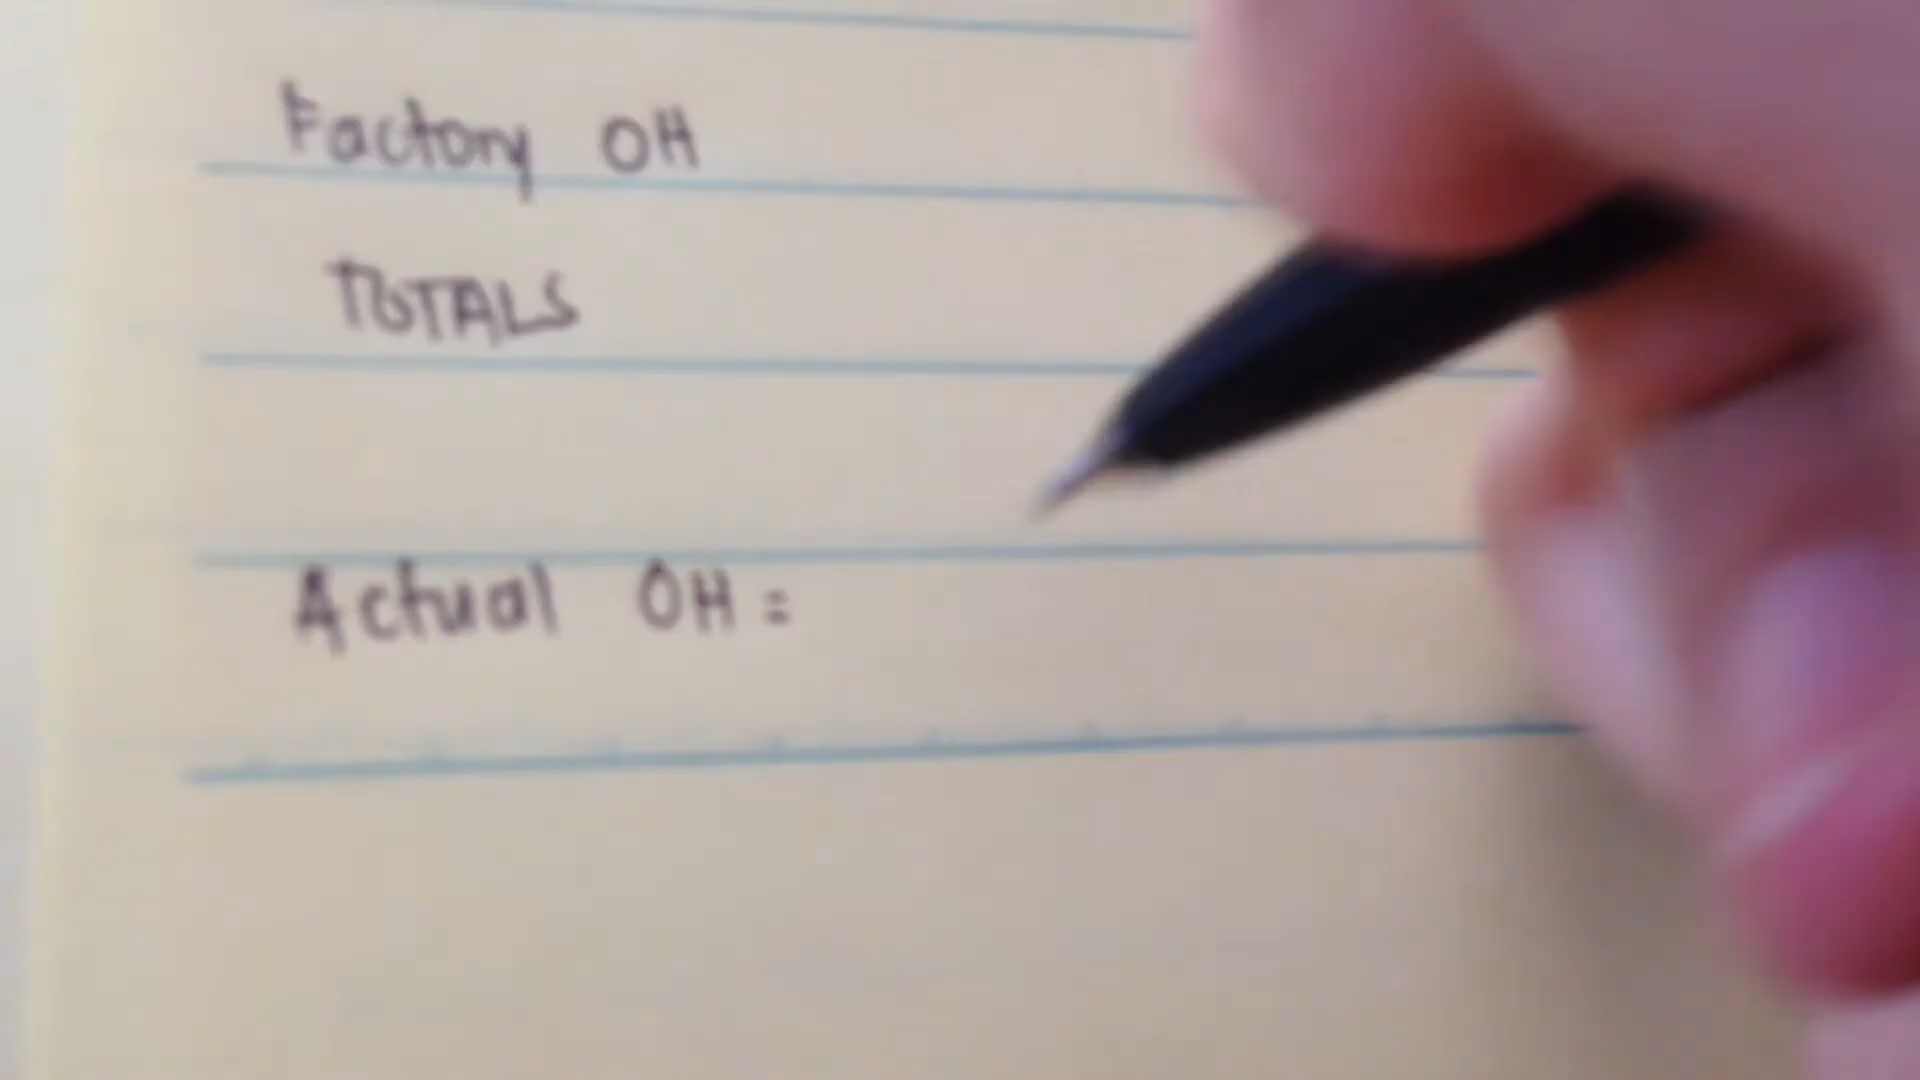 Factory OH
TOTALS
Actual OH =